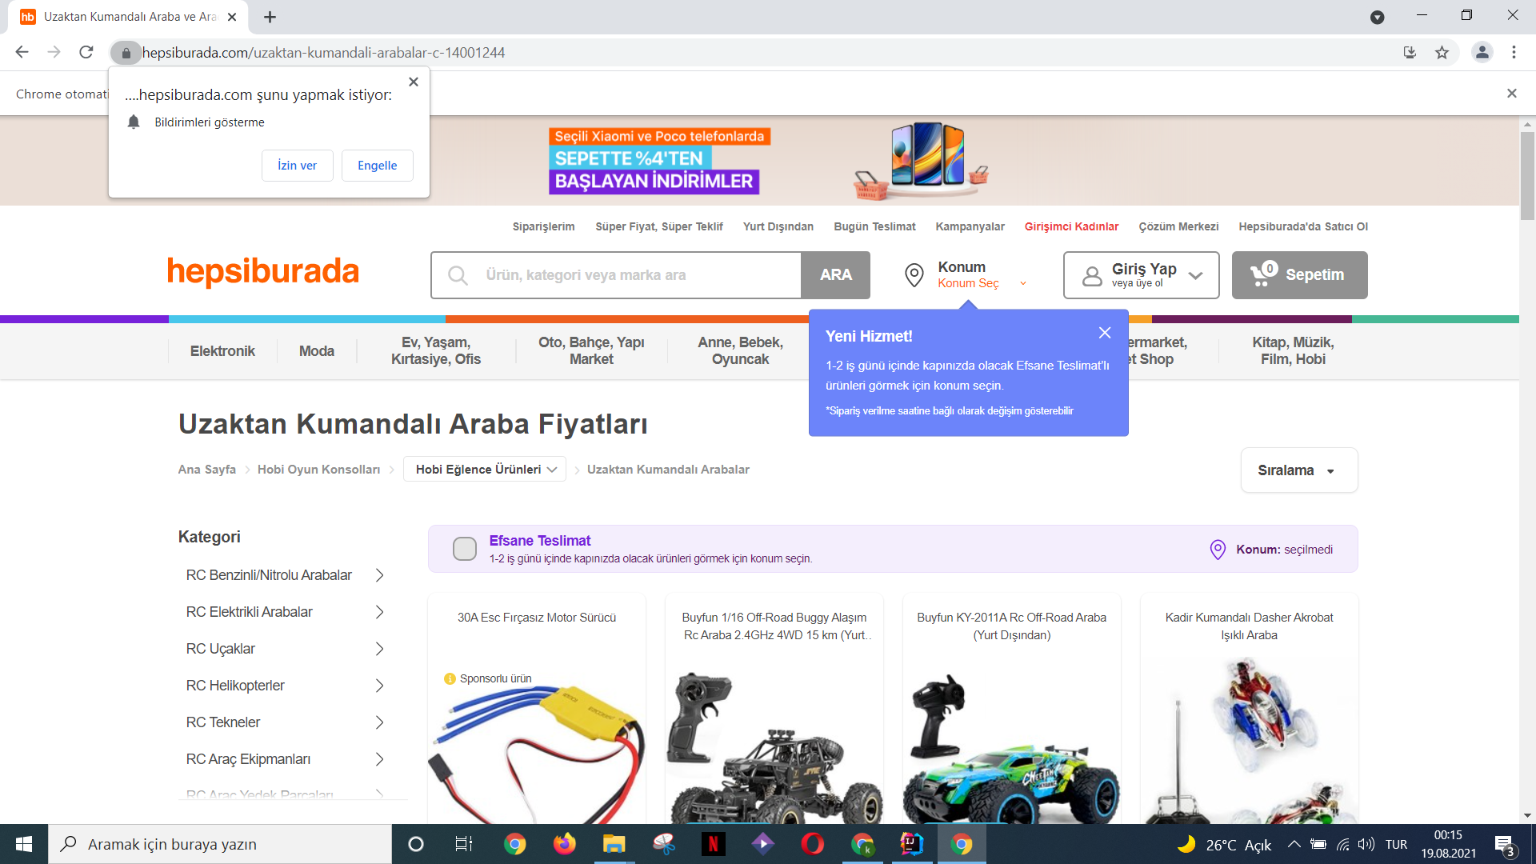 hb Uzaktan Kumandalı Araba ve Ara
hepsiburada.com/uzaktan-kumandali-arabalar-c-14001244
Chrome otomati
....hepsiburada.com şunu yapmak istiyor:
Bildirimleri gösterme
İzin ver
Engelle
Seçili Xiaomi ve Poco telefonlarda
SEPETTE %4'TEN
BAŞLAYAN İNDİRİMLER
Siparişlerim Süper Fiyat, Süper Teklif Yurt Dışından Bugün Teslimat Kampanyalar Girişimci Kadınlar Çözüm Merkezi Hepsiburada'da Satıcı Ol
hepsiburada
Ürün, kategori veya marka ara
ARA
Konum
Konum Seç
Giriş Yap
veya üye ol
0 Sepetim
Elektronik
Moda
Ev, Yaşam,
Kırtasiye, Ofis
Oto, Bahçe, Yapı
Market
Anne, Bebek,
Oyuncak
ermarket,
et Shop
Kitap, Müzik,
Film, Hobi
Yeni Hizmet!
1-2 iş günü içinde kapınızda olacak Efsane Teslimat'lı
ürünleri görmek için konum seçin.
*Sipariş verilme saatine bağlı olarak değişim gösterebilir
Uzaktan Kumandalı Araba Fiyatları
Ana Sayfa Hobi Oyun Konsolları Hobi Eğlence Ürünleri Uzaktan Kumandalı Arabalar
Sıralama
Kategori
RC Benzinli/Nitrolu Arabalar
RC Elektrikli Arabalar
RC Uçaklar
RC Helikopterler
RC Tekneler
RC Araç Ekipmanları
RC Araç Yedek Parçaları
Efsane Teslimat
1-2 iş günü içinde kapınızda olacak ürünleri görmek için konum seçin.
Konum: seçilmedi
30A Esc Fırçasız Motor Sürücü
Sponsorlu ürün
Buyfun 1/16 Off-Road Buggy Alaşım
Rc Araba 2.4GHz 4WD 15 km (Yurt..
Buyfun KY-2011A Rc Off-Road Araba
(Yurt Dışından)
Kadir Kumandalı Dasher Akrobat
Işıklı Araba
Aramak için buraya yazın
26°C Açık
TUR
00:15
19.08.2021
3